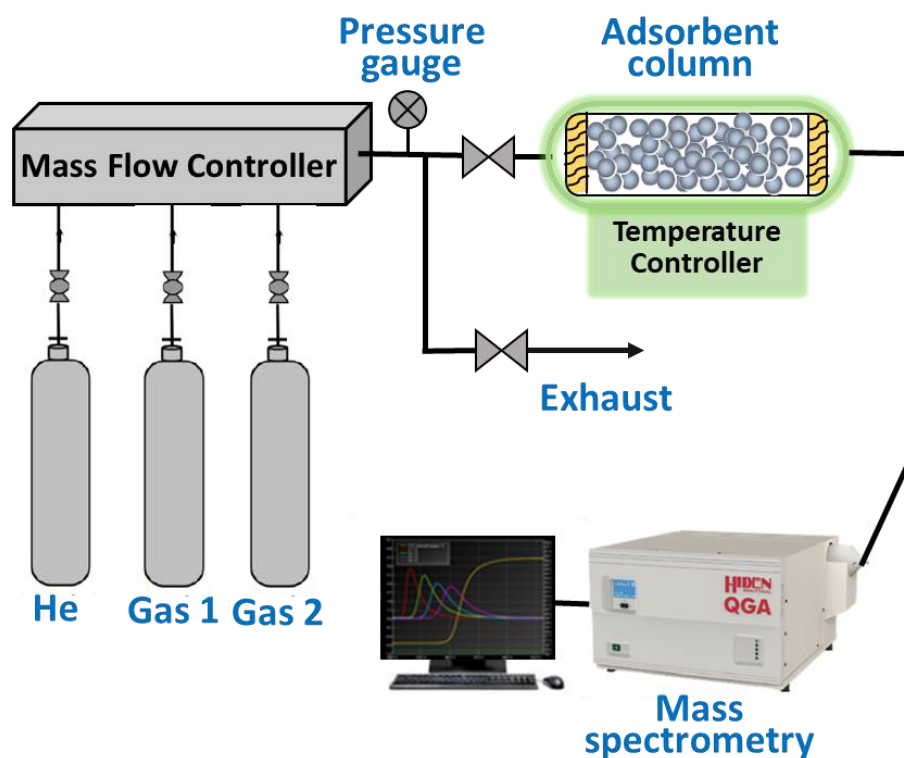 Pressure
gauge
Adsorbent
column
Mass Flow Controller
Temperature
Controller
Exhaust
He
Gas 1
Gas 2
HIDEN
ANALYTICAL
QGA
Mass
spectrometry